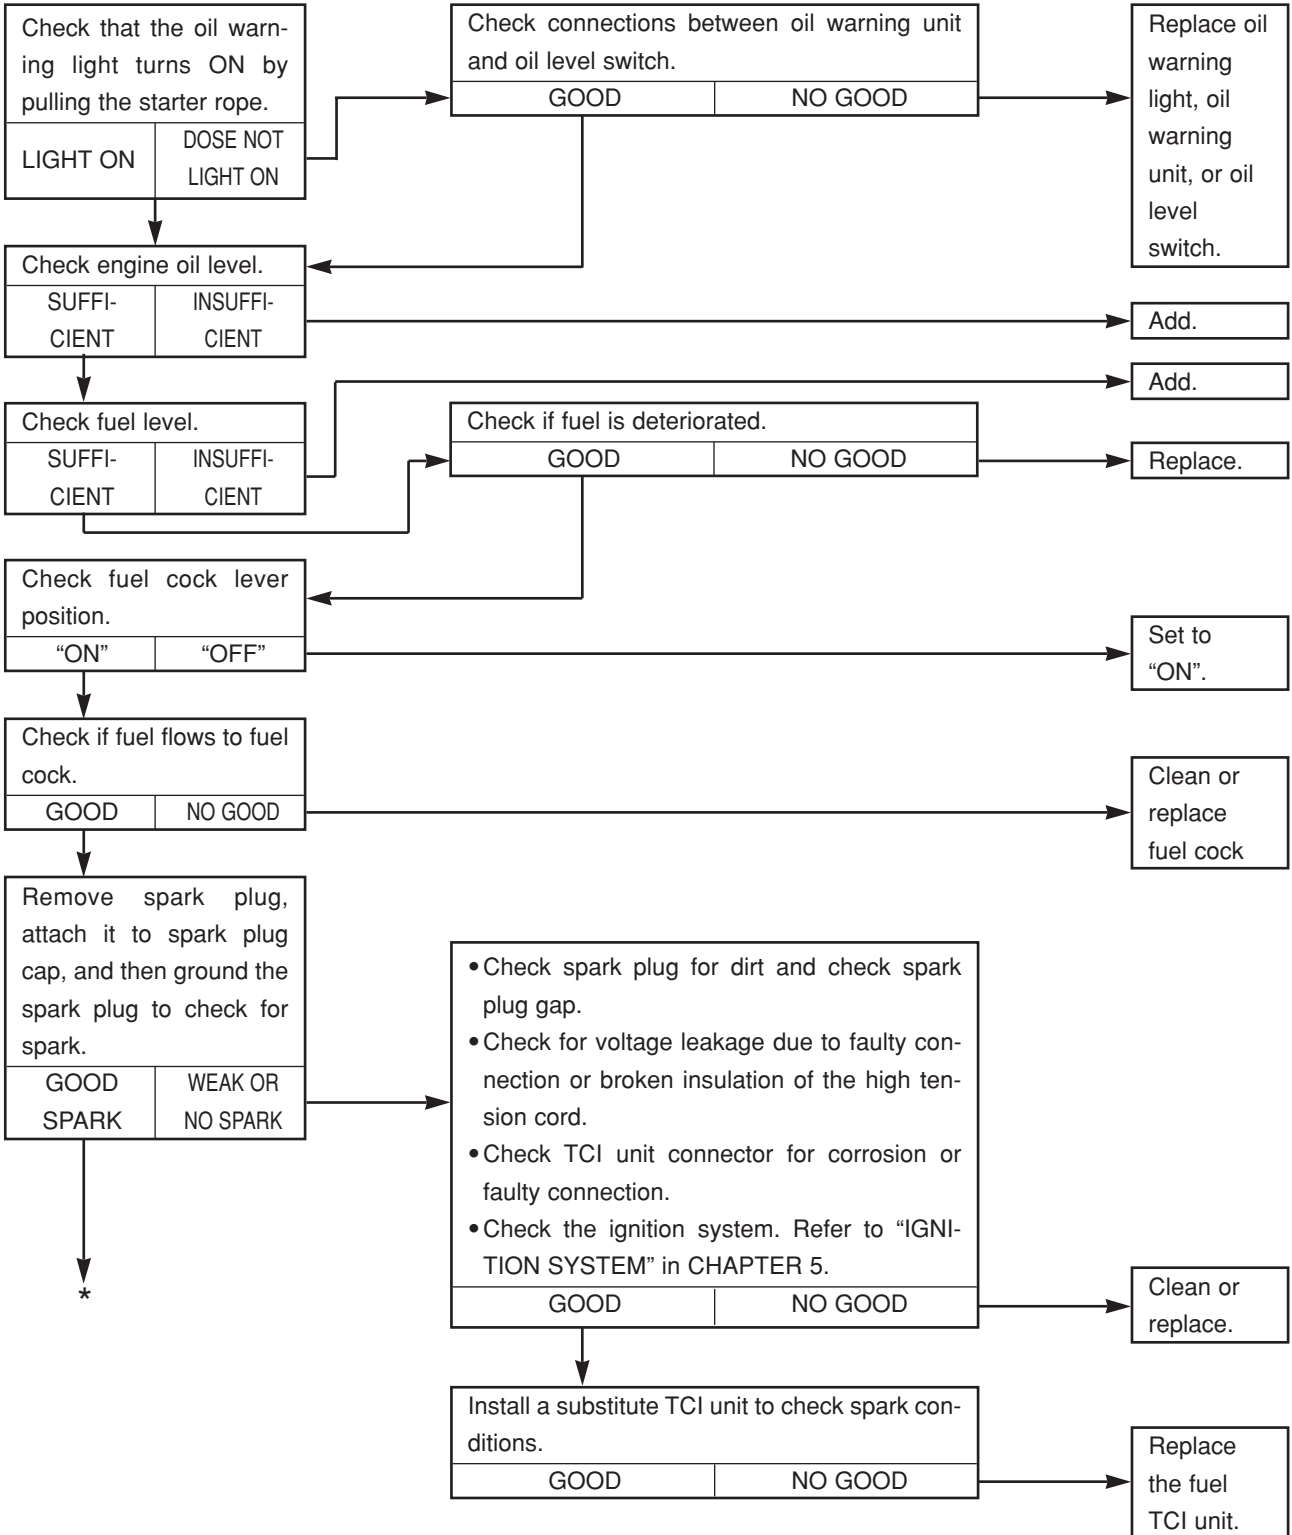 Check that the oil warn-
ing light turns ON by
pulling the starter rope.
LIGHT ON
DOSE NOT
LIGHT ON
Check connections between oil warning unit
and oil level switch.
GOOD
NO GOOD
Replace oil
warning
light, oil
warning
unit, or oil
level
switch.
Check engine oil level.
SUFFI-
CIENT
INSUFFI-
CIENT
Add.
Check fuel level.
SUFFI-
CIENT
INSUFFI-
CIENT
Add.
Check if fuel is deteriorated.
GOOD
NO GOOD
Replace.
Check fuel cock lever
position.
“ON”
“OFF”
Set to
“ON”.
Check if fuel flows to fuel
cock.
GOOD
NO GOOD
Clean or
replace
fuel cock
Remove spark plug,
attach it to spark plug
cap, and then ground the
spark plug to check for
spark.
GOOD
SPARK
WEAK OR
NO SPARK
*
•Check spark plug for dirt and check spark
plug gap.
•Check for voltage leakage due to faulty con-
nection or broken insulation of the high ten-
sion cord.
•Check TCI unit connector for corrosion or
faulty connection.
•Check the ignition system. Refer to “IGNI-
TION SYSTEM” in CHAPTER 5.
GOOD
NO GOOD
Clean or
replace.
Install a substitute TCI unit to check spark con-
ditions.
GOOD
NO GOOD
Replace
the fuel
TCI unit.